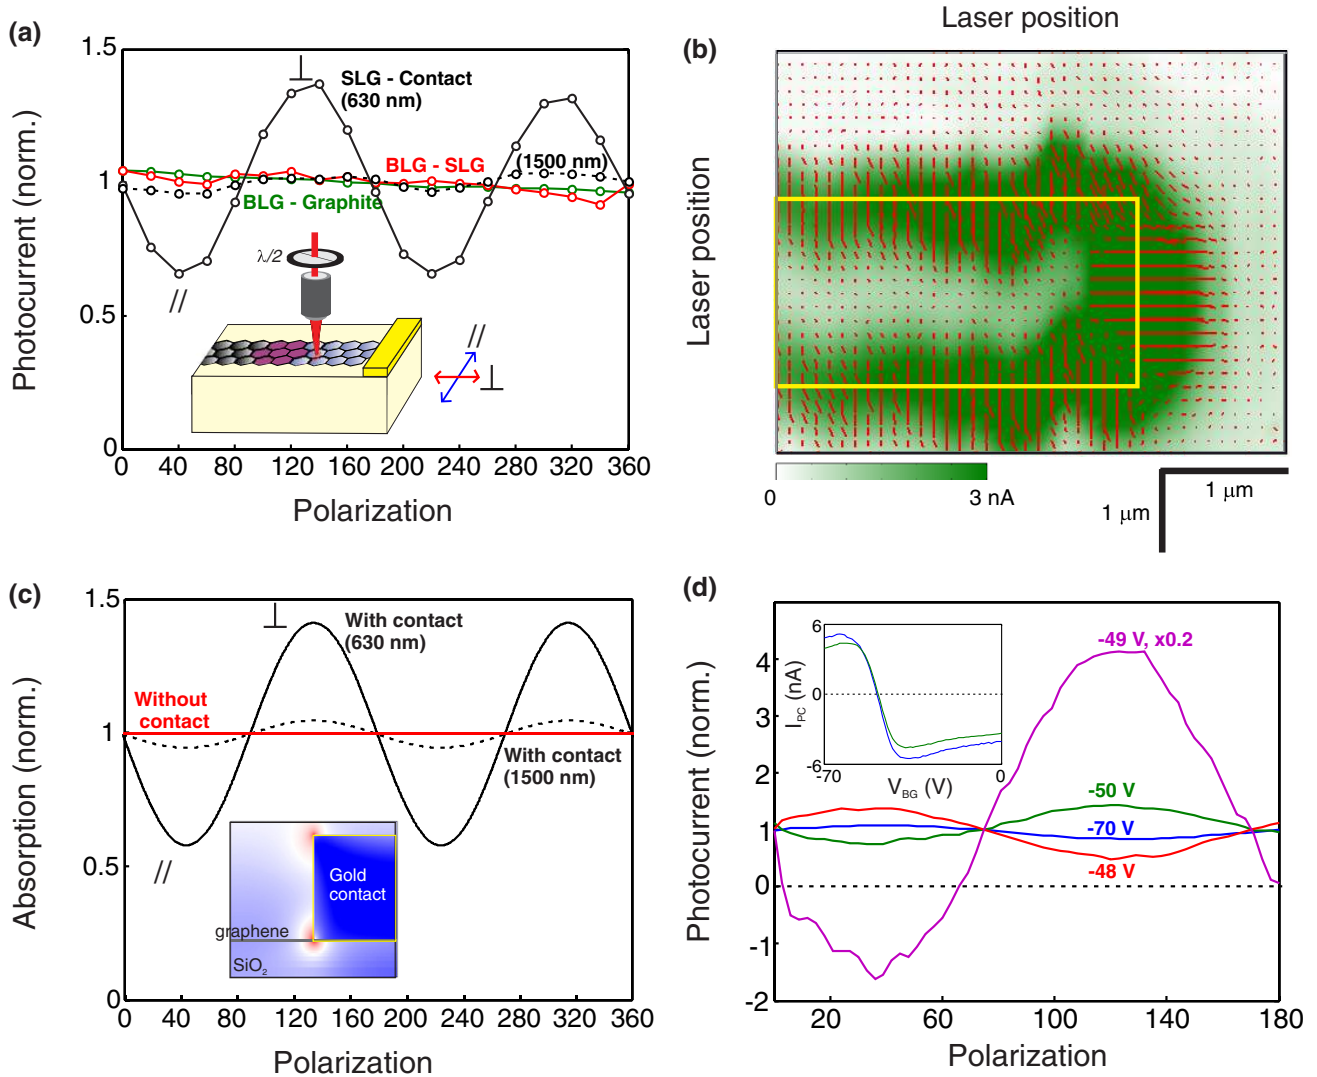 (a)
1.5
1
0.5
0
Photocurrent (norm.)
⊥
SLG - Contact
(630 nm)
BLG - SLG
(1500 nm)
BLG - Graphite
λ/2
//
//
⊥
0 40 80 120 160 200 240 280 320 360
Polarization
Laser position
(b)
Laser position
0
3 nA
1 μm
1 μm
(c)
1.5
1
0.5
0
Absorption (norm.)
⊥
With contact
(630 nm)
Without
contact
With contact
(1500 nm)
//
Gold
contact
graphene
SiO₂
0 40 80 120 160 200 240 280 320 360
Polarization
(d)
4
3
2
1
0
-1
-2
Photocurrent (norm.)
6
0
-6
I_PC (nA)
-70
0
V_BG (V)
-49 V, x0.2
-50 V
-70 V
-48 V
20 60 100 140 180
Polarization